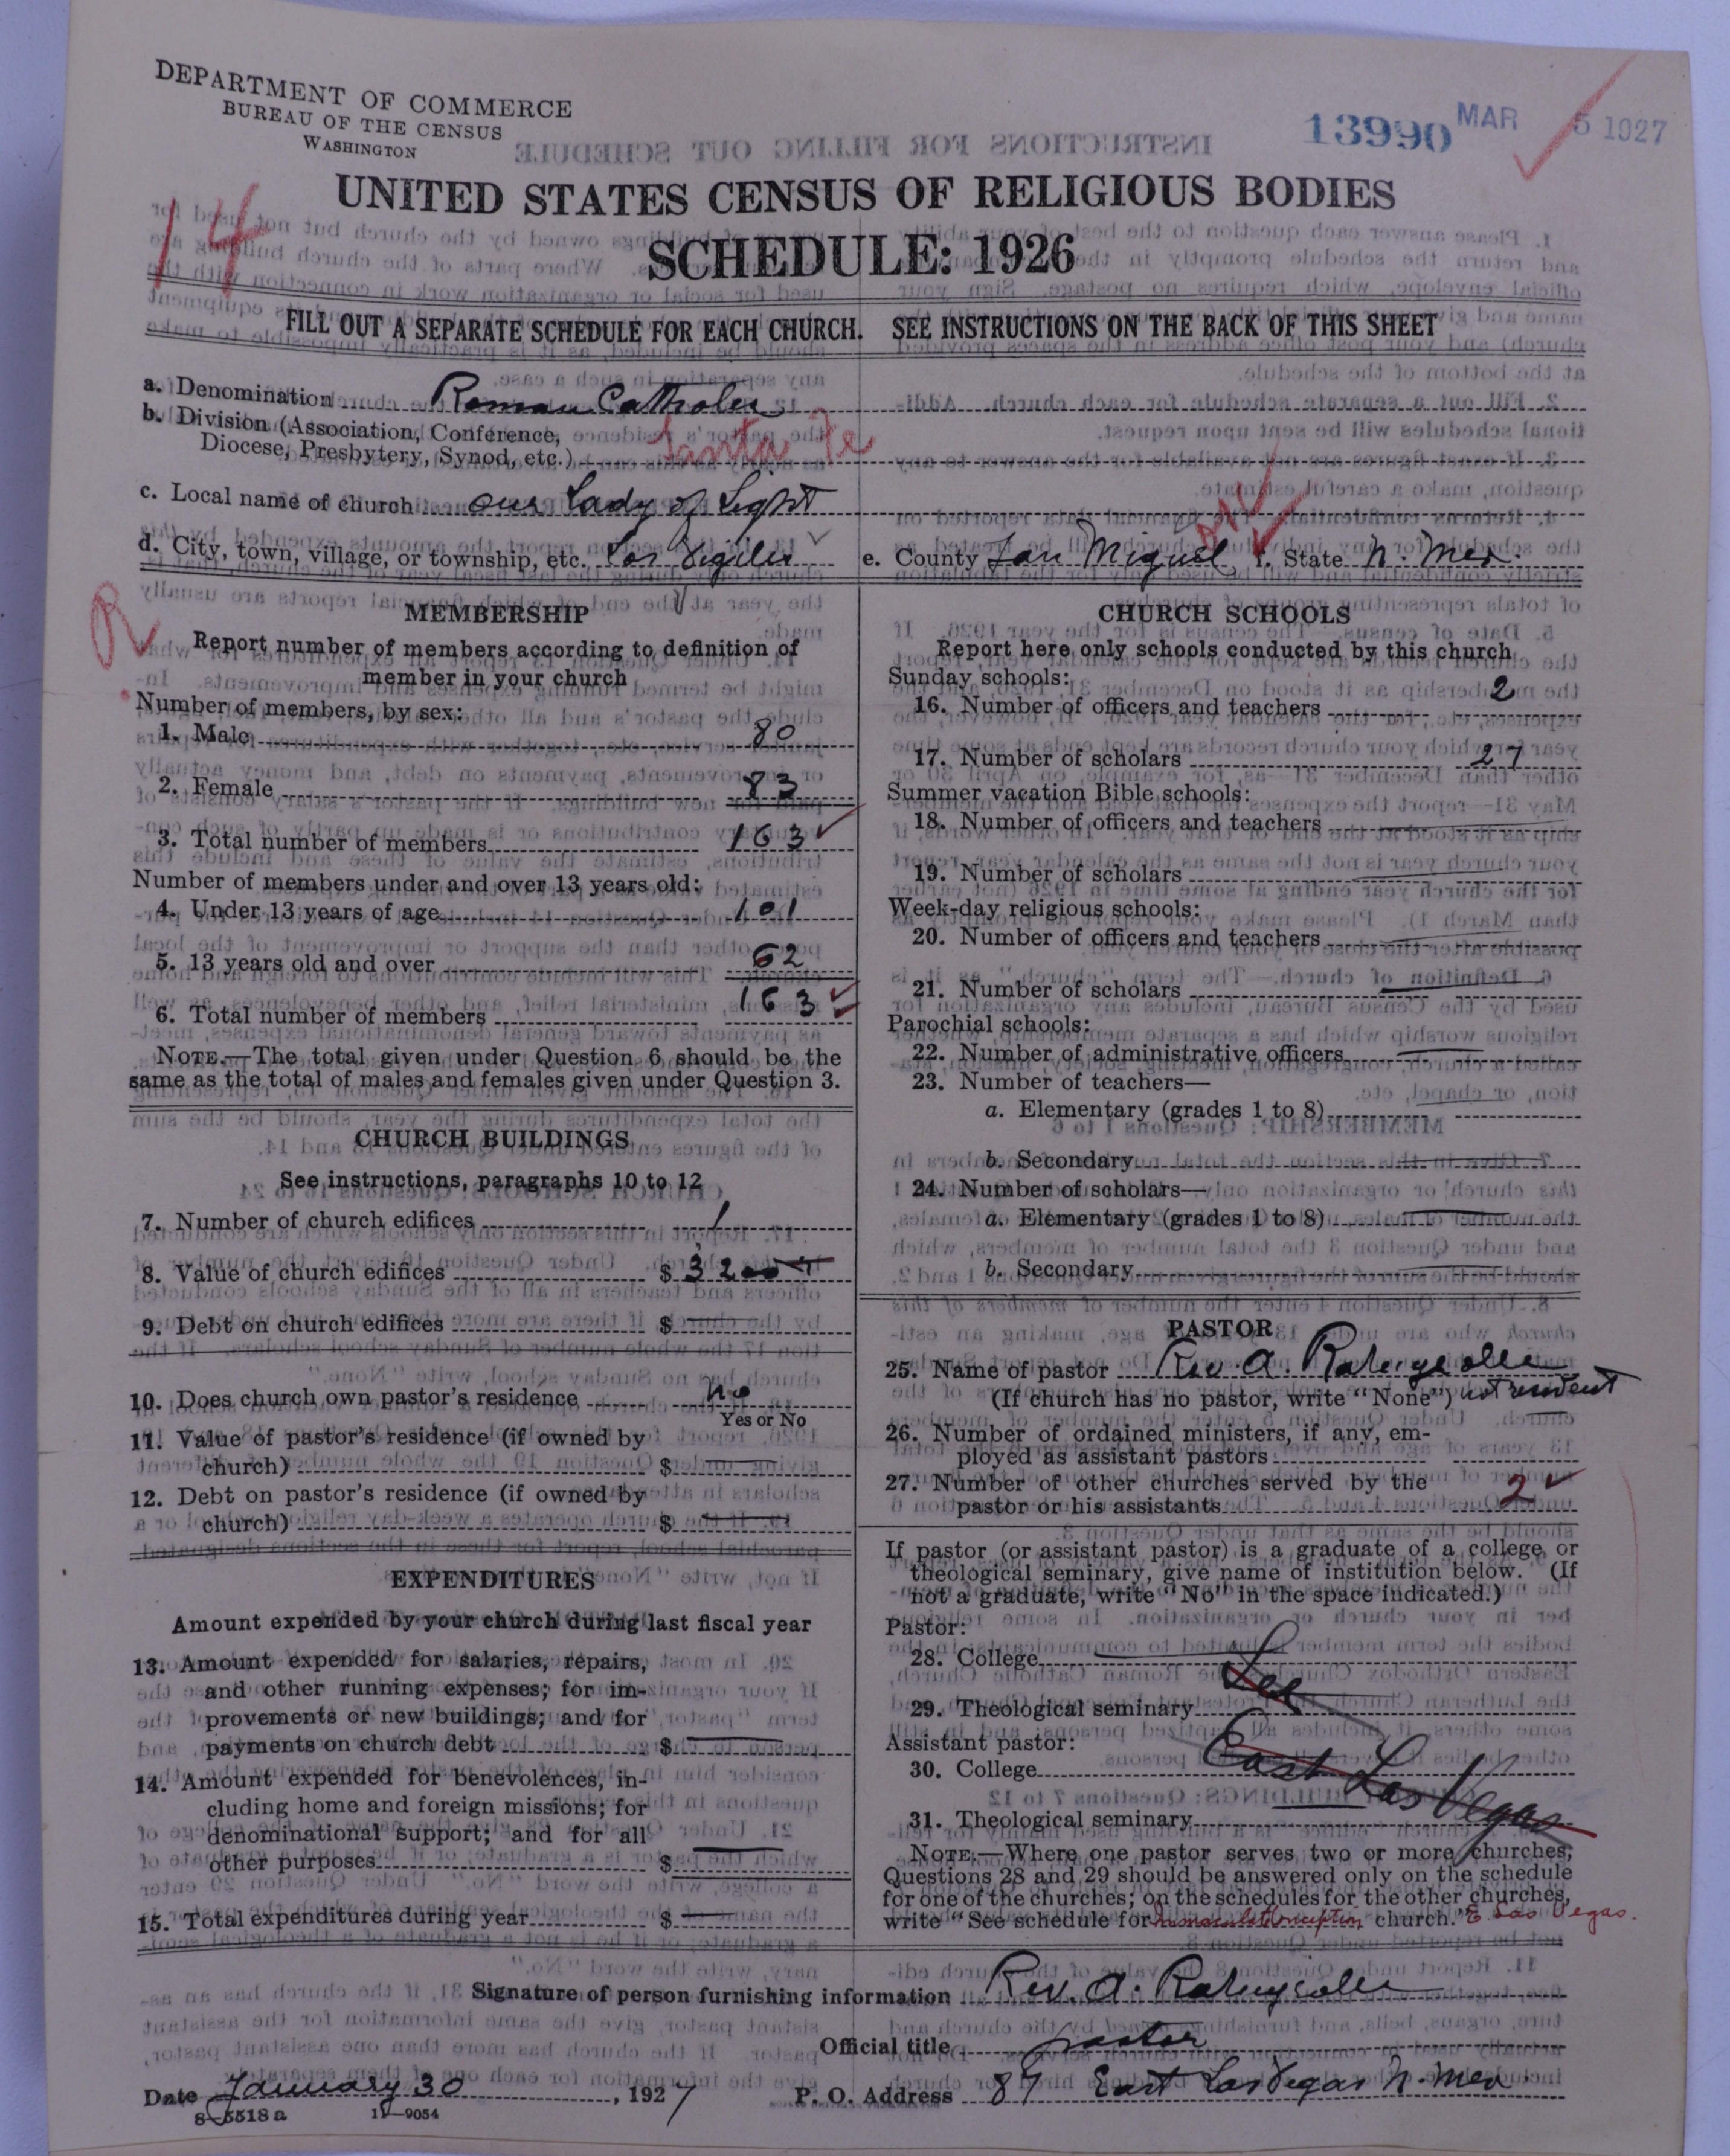 DEPARTMENT OF COMMERCE
BUREAU OF THE CENSUS
WASHINGTON
13990 MAR 5 1927
14
UNITED STATES CENSUS OF RELIGIOUS BODIES
SCHEDULE: 1926
FILL OUT A SEPARATE SCHEDULE FOR EACH CHURCH. SEE INSTRUCTIONS ON THE BACK OF THIS SHEET
a. Denomination Roman Catholic
b. Division (Association, Conference,
Diocese, Presbytery, Synod, etc.) Santa Fe
c. Local name of church our Lady of Light
d. City, town, village, or township, etc. Los Vigiles e. County San Miguel f. State N. Mex.
R
MEMBERSHIP
Report number of members according to definition of
member in your church
Number of members, by sex:
1. Male 80
2. Female 83
3. Total number of members 163
Number of members under and over 13 years old:
4. Under 13 years of age 101
5. 13 years old and over 62
6. Total number of members 163
NOTE.—The total given under Question 6 should be the
same as the total of males and females given under Question 3.
CHURCH BUILDINGS
See instructions, paragraphs 10 to 12
7. Number of church edifices 1
8. Value of church edifices $ 3200
9. Debt on church edifices $
10. Does church own pastor's residence No
Yes or No
11. Value of pastor's residence (if owned by
church) $
12. Debt on pastor's residence (if owned by
church) $
EXPENDITURES
Amount expended by your church during last fiscal year
13. Amount expended for salaries, repairs,
and other running expenses; for im-
provements or new buildings; and for
payments on church debt $
14. Amount expended for benevolences, in-
cluding home and foreign missions; for
denominational support; and for all
other purposes $
15. Total expenditures during year $
CHURCH SCHOOLS
Report here only schools conducted by this church
Sunday schools:
16. Number of officers and teachers 2
17. Number of scholars 27
Summer vacation Bible schools:
18. Number of officers and teachers
19. Number of scholars
Week-day religious schools:
20. Number of officers and teachers
21. Number of scholars
Parochial schools:
22. Number of administrative officers
23. Number of teachers—
a. Elementary (grades 1 to 8)
b. Secondary
24. Number of scholars—
a. Elementary (grades 1 to 8)
b. Secondary
PASTOR
25. Name of pastor Rev. A.
(If church has no pastor, write "None") not resident
26. Number of ordained ministers, if any, em-
ployed as assistant pastors
27. Number of other churches served by the
pastor or his assistants 2
If pastor (or assistant pastor) is a graduate of a college or
theological seminary, give name of institution below. (If
not a graduate, write "No" in the space indicated.)
Pastor:
28. College
See
29. Theological seminary
Assistant pastor:
30. College East Las Vegas
31. Theological seminary
NOTE.—Where one pastor serves two or more churches,
Questions 28 and 29 should be answered only on the schedule
for one of the churches; on the schedules for the other churches,
write "See schedule for Immaculate Conception church." E. Las Vegas.
Signature of person furnishing information Rev. A.
Official title pastor
Date January 30, 1927 P. O. Address 87 East Las Vegas N. Mex.
8—5518 a 11—9054